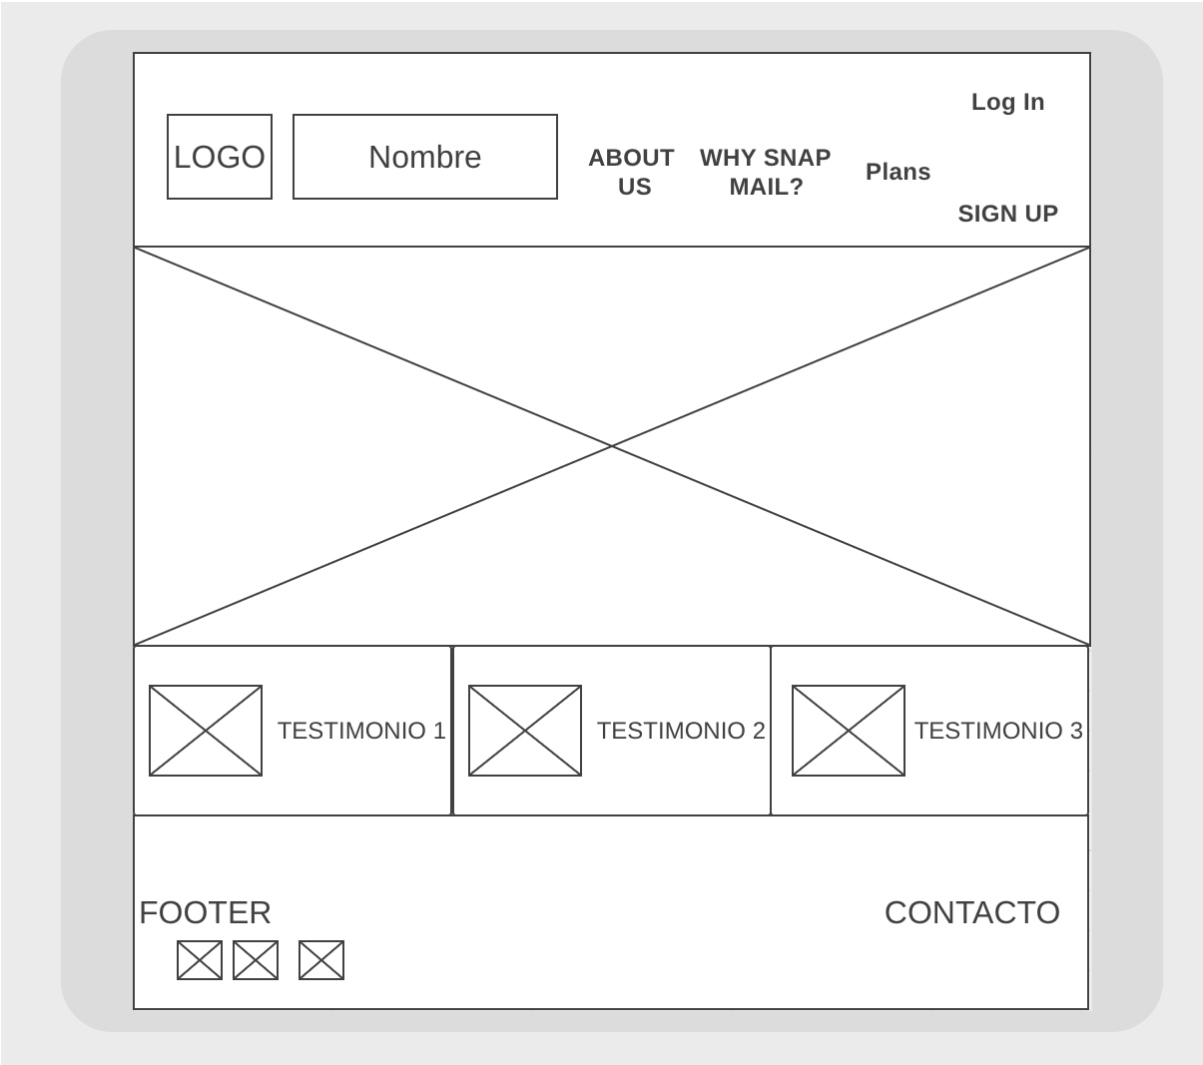 Log In
LOGO
Nombre
ABOUT
US
WHY SNAP
MAIL?
Plans
SIGN UP
TESTIMONIO 1
TESTIMONIO 2
TESTIMONIO 3
FOOTER
CONTACTO